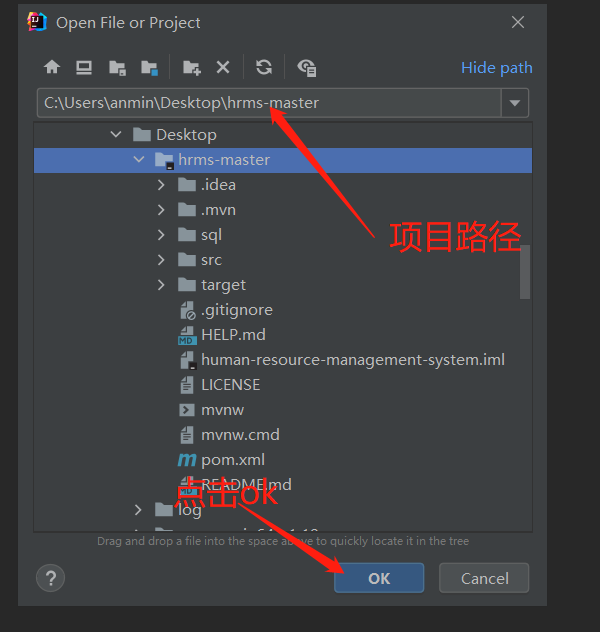 Open File or Project
Hide path
C:\Users\anmin\Desktop\hrms-master
Desktop
hrms-master
.idea
.mvn
项目路径
sql
src
target
.gitignore
HELP.md
human-resource-management-system.iml
LICENSE
mvnw
mvnw.cmd
pom.xml
README.md
点击ok
log
Drag and drop a file into the space above to quickly locate it in the tree
?
OK
Cancel